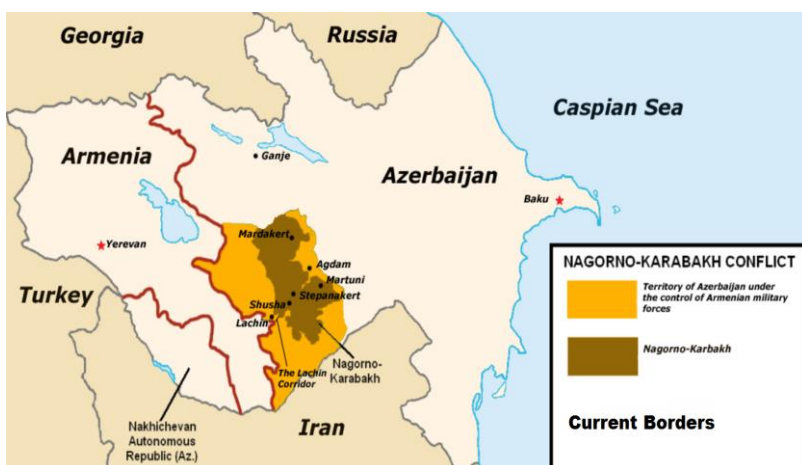 Georgia
Russia
Caspian Sea
Armenia
Ganje
Azerbaijan
Baku
Yerevan
Mardakert
Agdam
Martuni
Stepanakert
Shusha
Lachin
Turkey
The Lachin
Corridor
Nagorno-
Karabakh
Iran
Nakhichevan
Autonomous
Republic (Az.)
NAGORNO-KARABAKH CONFLICT
Territory of Azerbaijan under
the control of Armenian military
forces
Nagorno-Karbakh
Current Borders